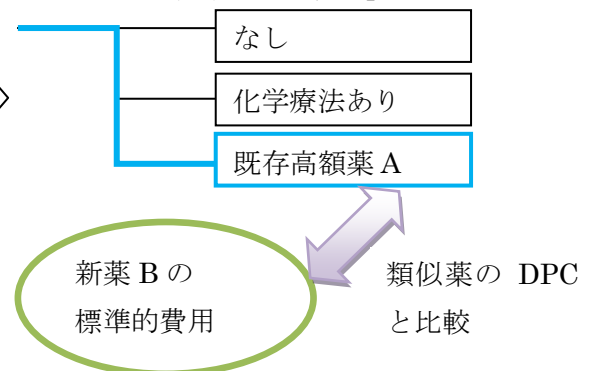 なし
化学療法あり
既存高額薬 A
新薬 B の
標準的費用
類似薬の DPC
と比較